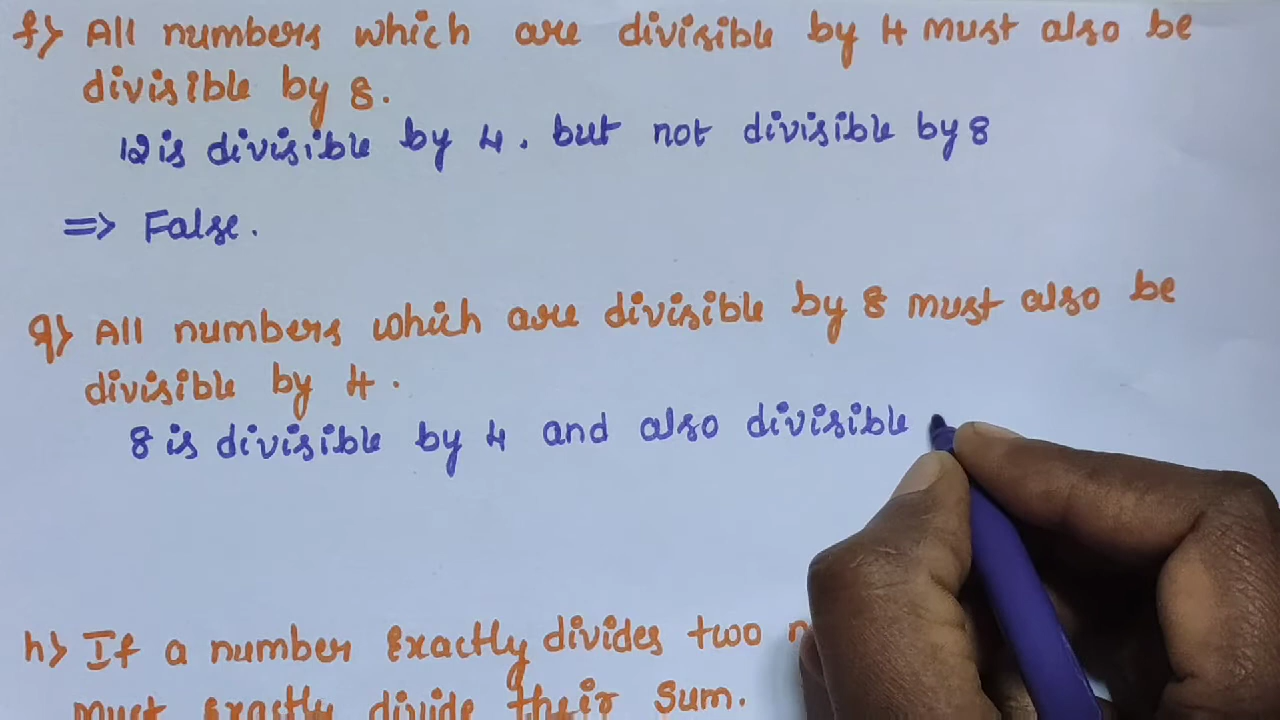 f) All numbers which are divisible by 4 must also be
divisible by 8.
12 is divisible by 4. but not divisible by 8
=> False.
g) All numbers which are divisible by 8 must also be
divisible by 4.
8 is divisible by 4 and also divisible
h) If a number Exactly divides two
must Exactly divide their sum.